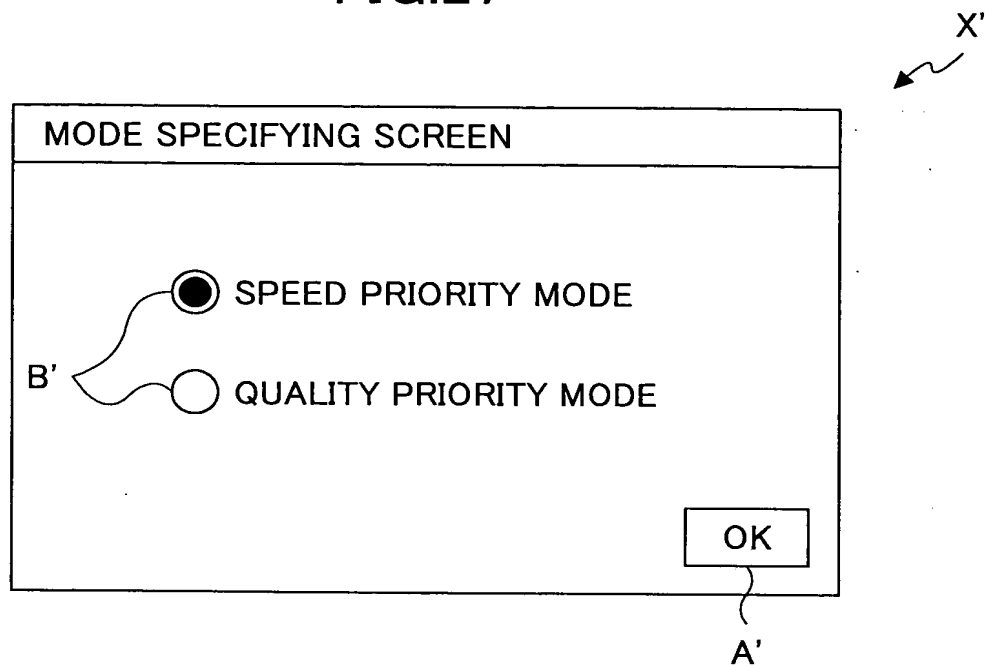 X'
MODE SPECIFYING SCREEN
SPEED PRIORITY MODE
B'
QUALITY PRIORITY MODE
OK
A'